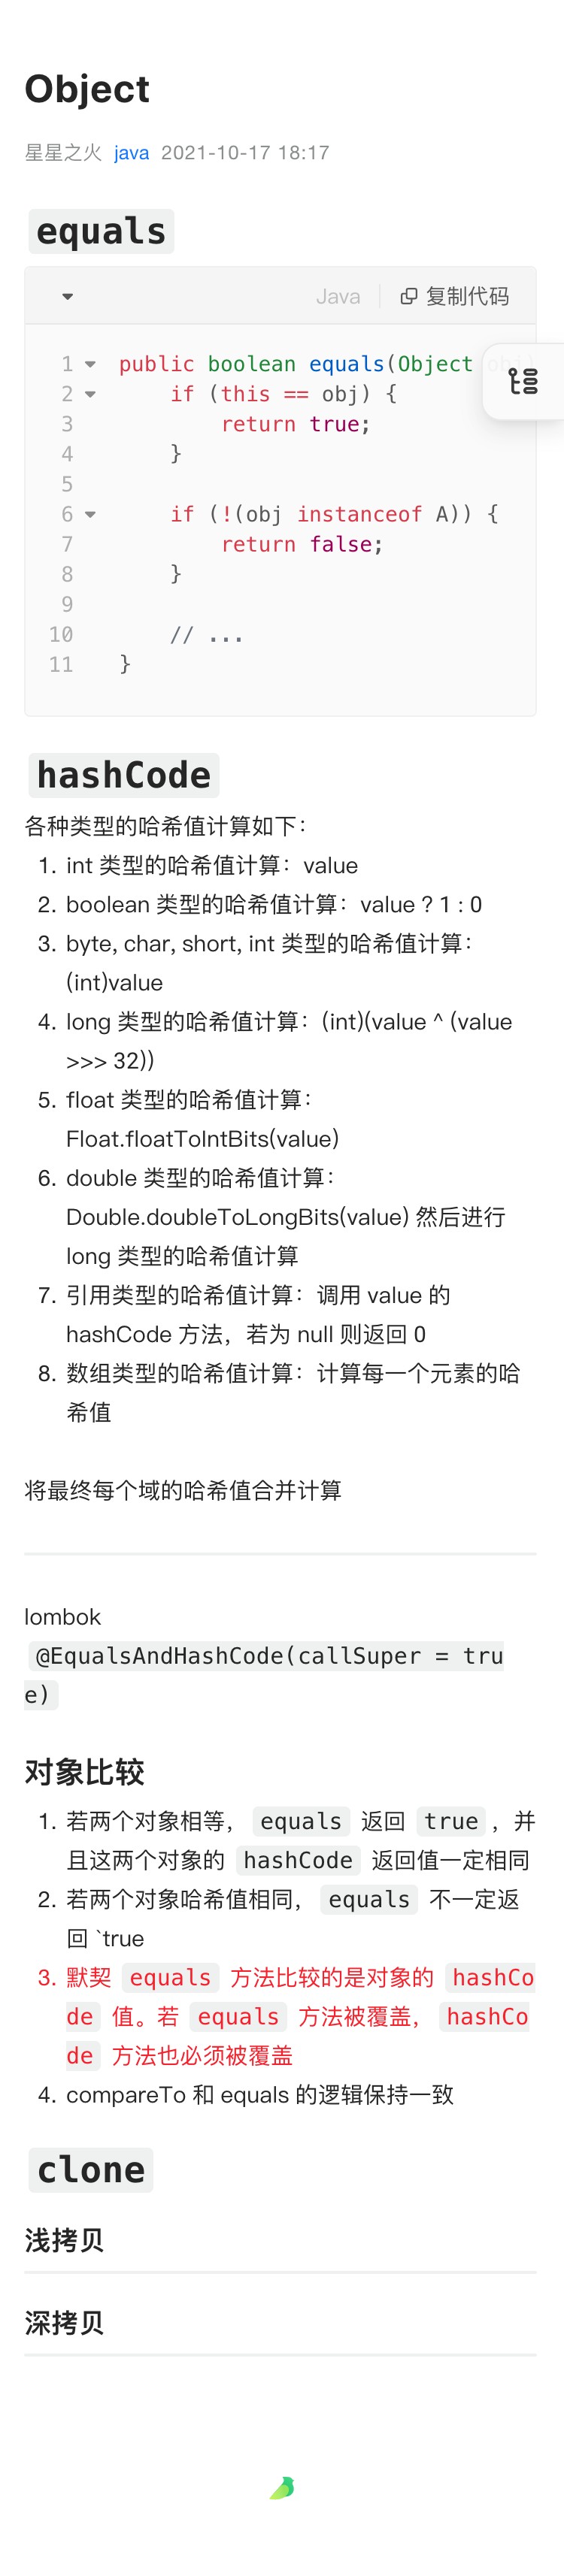 Object
星星之火 java 2021-10-17 18:17
equals
Java 复制代码
1 public boolean equals(Object obj)
2     if (this == obj) {
3         return true;
4     }
5
6     if (!(obj instanceof A)) {
7         return false;
8     }
9
10     // ...
11 }
hashCode
各种类型的哈希值计算如下：
1. int 类型的哈希值计算：value
2. boolean 类型的哈希值计算：value ? 1 : 0
3. byte, char, short, int 类型的哈希值计算：
(int)value
4. long 类型的哈希值计算：(int)(value ^ (value
>>> 32))
5. float 类型的哈希值计算：
Float.floatToIntBits(value)
6. double 类型的哈希值计算：
Double.doubleToLongBits(value) 然后进行
long 类型的哈希值计算
7. 引用类型的哈希值计算：调用 value 的
hashCode 方法，若为 null 则返回 0
8. 数组类型的哈希值计算：计算每一个元素的哈
希值
将最终每个域的哈希值合并计算
lombok
@EqualsAndHashCode(callSuper = tru
e)
对象比较
1. 若两个对象相等， equals 返回 true ，并
且这两个对象的 hashCode 返回值一定相同
2. 若两个对象哈希值相同， equals 不一定返
回 `true
3. 默契 equals 方法比较的是对象的 hashCo
de 值。若 equals 方法被覆盖， hashCo
de 方法也必须被覆盖
4. compareTo 和 equals 的逻辑保持一致
clone
浅拷贝
深拷贝